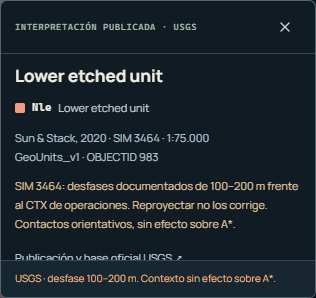 INTERPRETACIÓN PUBLICADA · USGS
Lower etched unit
Nle Lower etched unit
Sun & Stack, 2020 · SIM 3464 · 1:75.000
GeoUnits_v1 · OBJECTID 983
SIM 3464: desfases documentados de 100–200 m frente
al CTX de operaciones. Reproyectar no los corrige.
Contactos orientativos, sin efecto sobre A*.
Publicación y base oficial USGS ↗
USGS · desfase 100–200 m. Contexto sin efecto sobre A*.